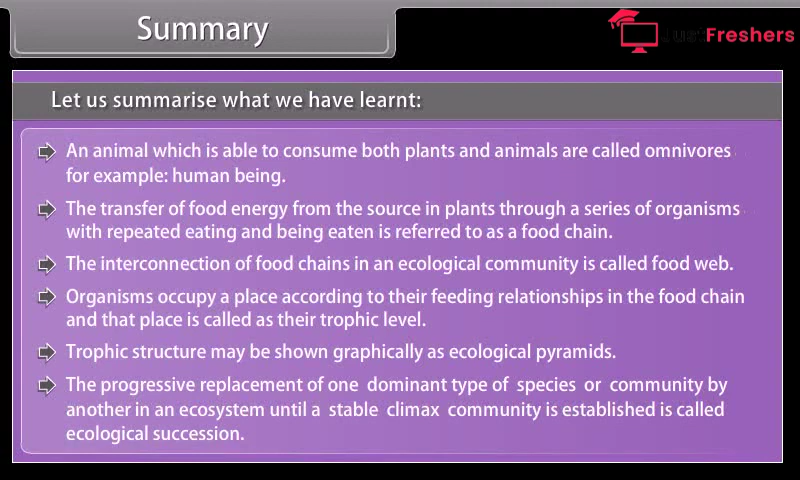 Summary
Just Freshers
Let us summarise what we have learnt:
An animal which is able to consume both plants and animals are called omnivores
for example: human being.
The transfer of food energy from the source in plants through a series of organisms
with repeated eating and being eaten is referred to as a food chain.
The interconnection of food chains in an ecological community is called food web.
Organisms occupy a place according to their feeding relationships in the food chain
and that place is called as their trophic level.
Trophic structure may be shown graphically as ecological pyramids.
The progressive replacement of one dominant type of species or community by
another in an ecosystem until a stable climax community is established is called
ecological succession.